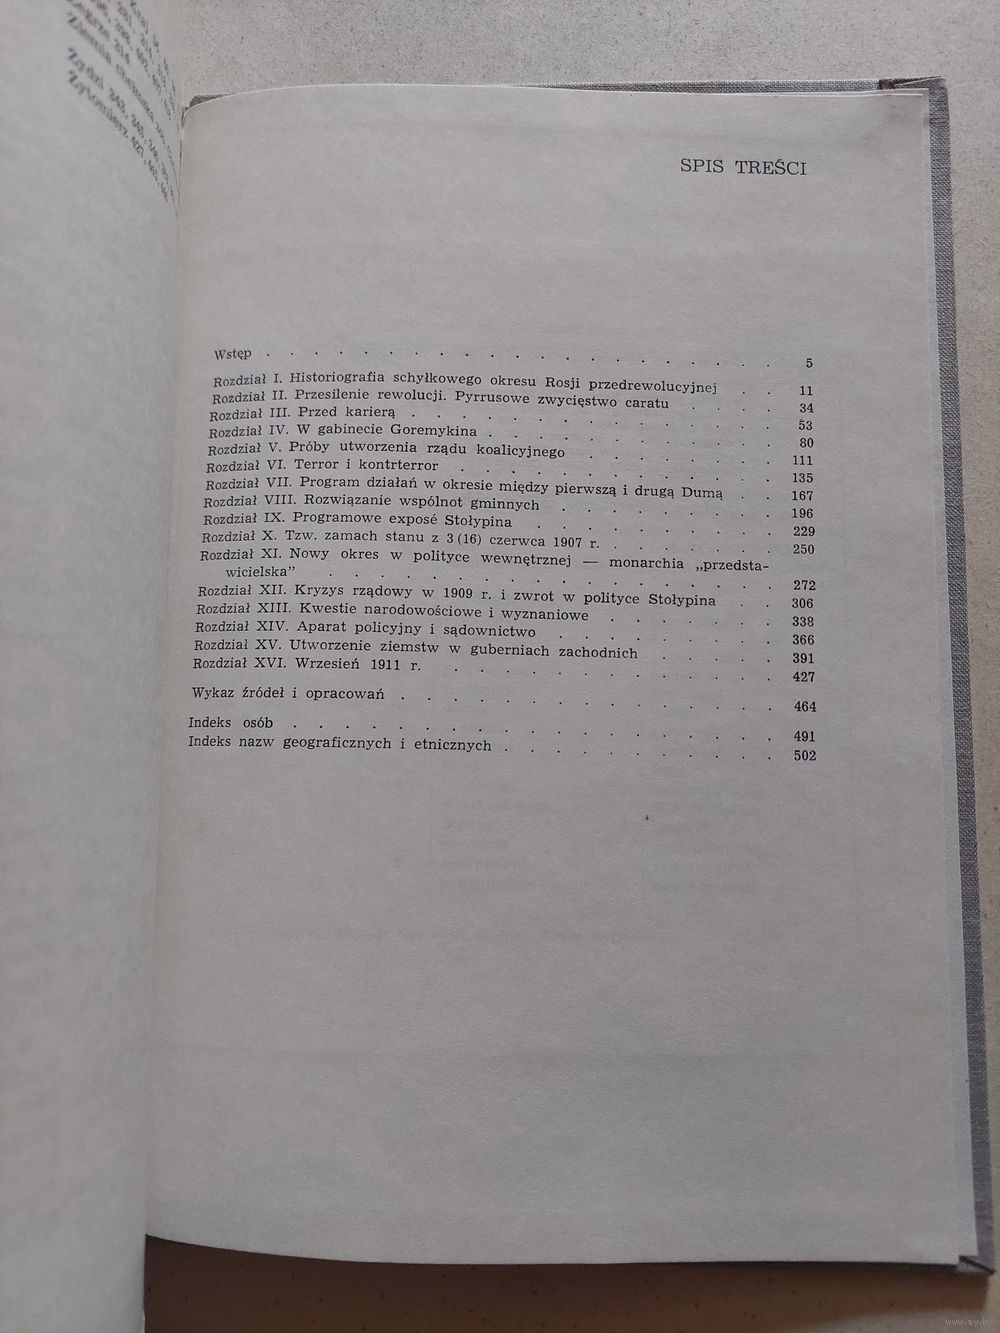 SPIS TREŚCI
Wstęp . . . . . . . . . . . . . . . . . . . . . 5
Rozdział I. Historiografia schyłkowego okresu Rosji przedrewolucyjnej . . 11
Rozdział II. Przesilenie rewolucji. Pyrrusowe zwycięstwo caratu . . . . 34
Rozdział III. Przed karierą . . . . . . . . . . . . . . . 53
Rozdział IV. W gabinecie Goremykina . . . . . . . . . . . . 80
Rozdział V. Próby utworzenia rządu koalicyjnego . . . . . . . . 111
Rozdział VI. Terror i kontrterror . . . . . . . . . . . . . 135
Rozdział VII. Program działań w okresie między pierwszą i drugą Dumą . . 167
Rozdział VIII. Rozwiązanie wspólnot gminnych . . . . . . . . . 196
Rozdział IX. Programowe exposé Stołypina . . . . . . . . . . 229
Rozdział X. Tzw. zamach stanu z 3 (16) czerwca 1907 r. . . . . . . . 250
Rozdział XI. Nowy okres w polityce wewnętrznej — monarchia „przedsta-
wicielska” . . . . . . . . . . . . . . . . . . . 272
Rozdział XII. Kryzys rządowy w 1909 r. i zwrot w polityce Stołypina . . 306
Rozdział XIII. Kwestie narodowościowe i wyznaniowe . . . . . . . 338
Rozdział XIV. Aparat policyjny i sądownictwo . . . . . . . . . 366
Rozdział XV. Utworzenie ziemstw w guberniach zachodnich . . . . . 391
Rozdział XVI. Wrzesień 1911 r. . . . . . . . . . . . . . . 427
Wykaz źródeł i opracowań . . . . . . . . . . . . . . . 464
Indeks osób . . . . . . . . . . . . . . . . . . . . 491
Indeks nazw geograficznych i etnicznych . . . . . . . . . . . 502
www.ay.by